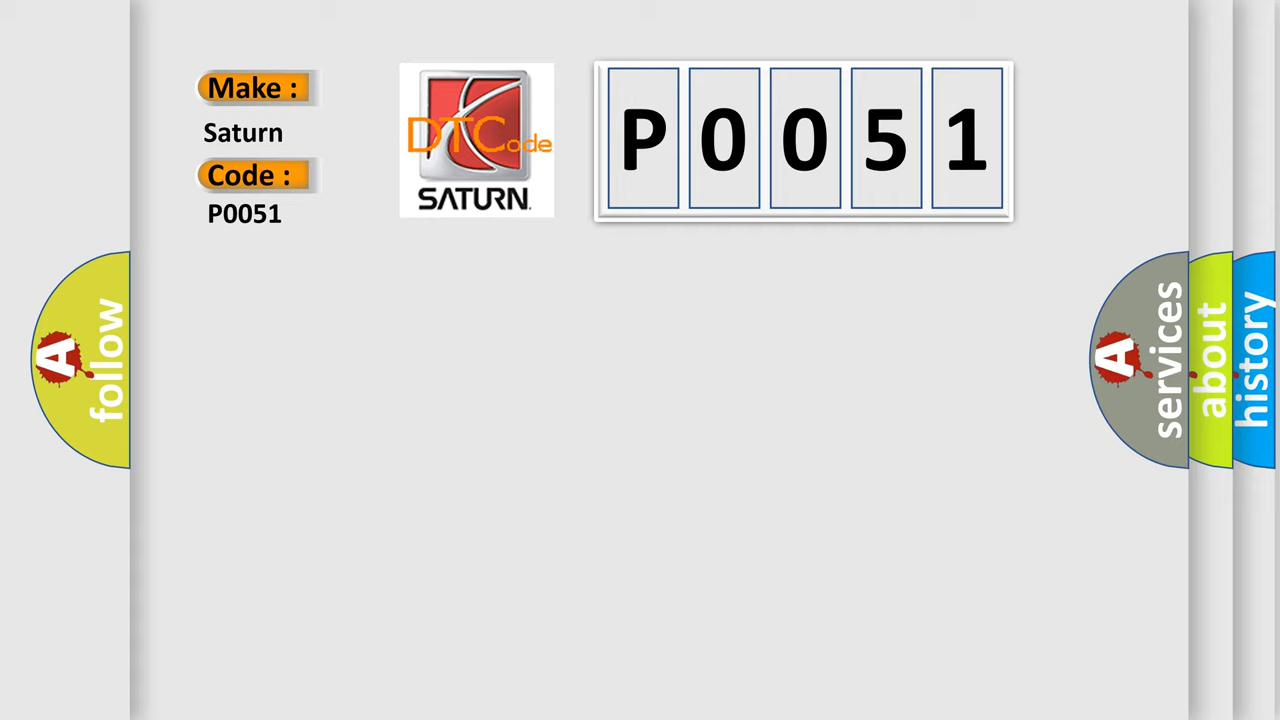 Make :
Saturn
Code :
P0051
DTCode
SATURN.
P 0 0 5 1
A follow
A services
about
history